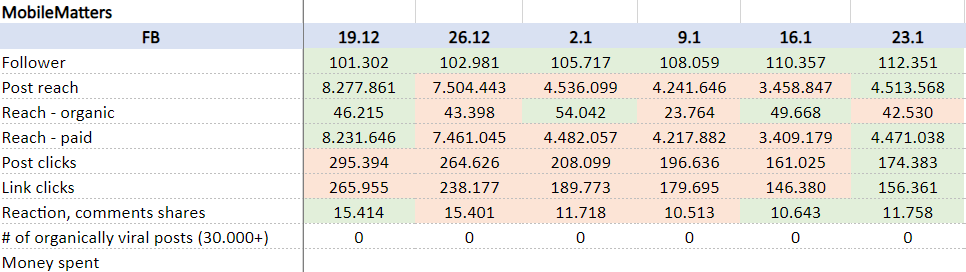 MobileMatters
FB 19.12 26.12 2.1 9.1 16.1 23.1
Follower 101.302 102.981 105.717 108.059 110.357 112.351
Post reach 8.277.861 7.504.443 4.536.099 4.241.646 3.458.847 4.513.568
Reach - organic 46.215 43.398 54.042 23.764 49.668 42.530
Reach - paid 8.231.646 7.461.045 4.482.057 4.217.882 3.409.179 4.471.038
Post clicks 295.394 264.626 208.099 196.636 161.025 174.383
Link clicks 265.955 238.177 189.773 179.695 146.380 156.361
Reaction, comments shares 15.414 15.401 11.718 10.513 10.643 11.758
# of organically viral posts (30.000+) 0 0 0 0 0 0
Money spent